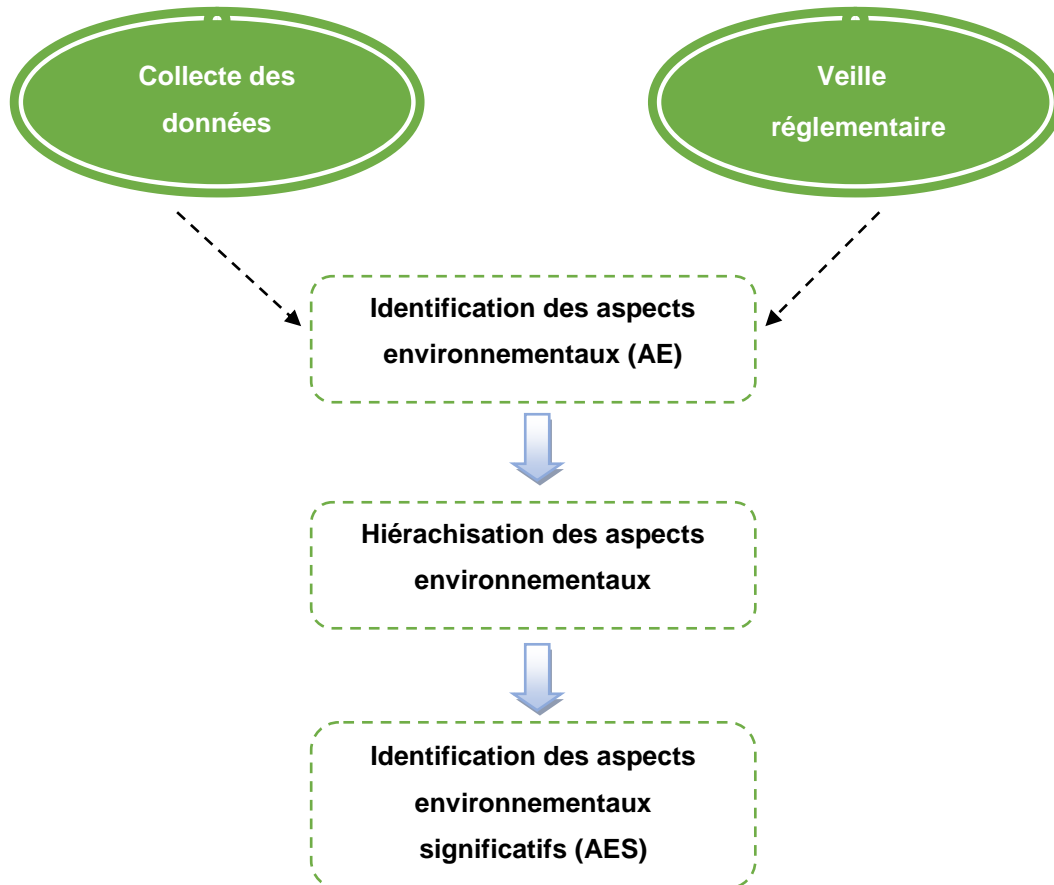 Collecte des
données
Veille
réglementaire
Identification des aspects
environnementaux (AE)
Hiérachisation des aspects
environnementaux
Identification des aspects
environnementaux
significatifs (AES)